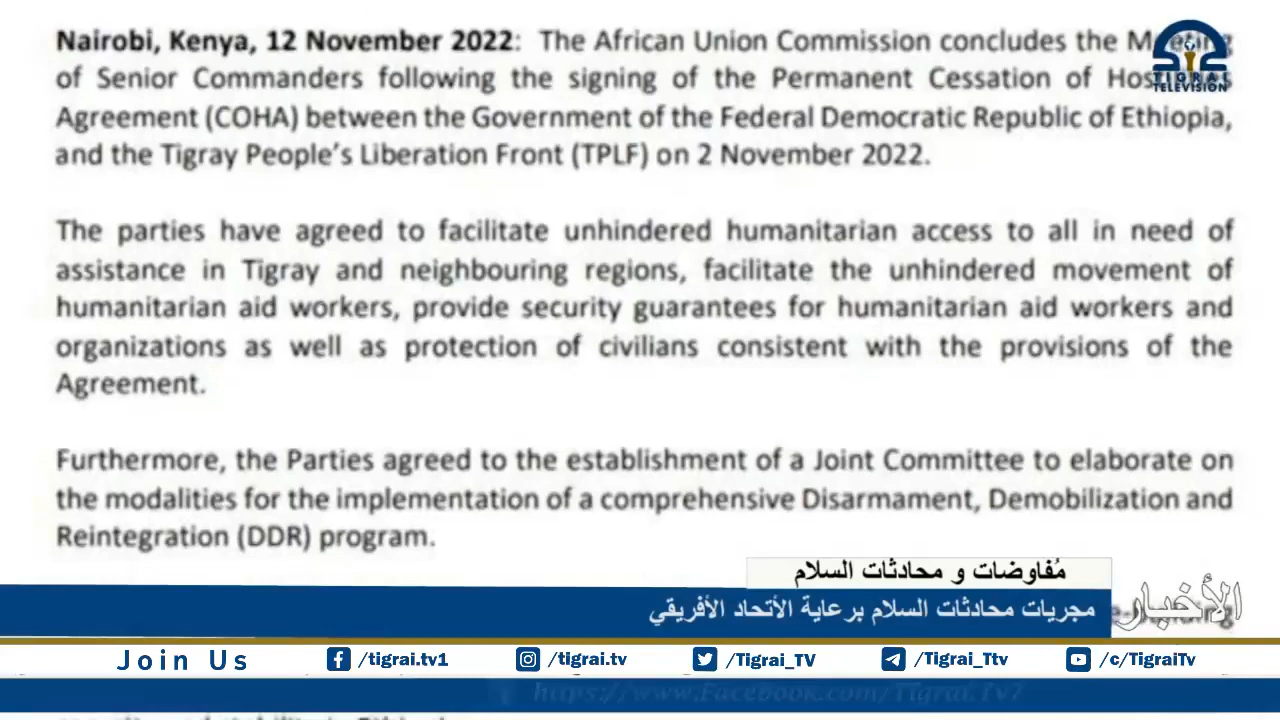 Nairobi, Kenya, 12 November 2022: The African Union Commission concludes the
TIGRAI
TELEVISION
of Senior Commanders following the signing of the Permanent Cessation of
Agreement (COHA) between the Government of the Federal Democratic Republic of Ethiopia,
and the Tigray People's Liberation Front (TPLF) on 2 November 2022.
The parties have agreed to facilitate unhindered humanitarian access to all in need of
assistance in Tigray and neighbouring regions, facilitate the unhindered movement of
humanitarian aid workers, provide security guarantees for humanitarian aid workers and
organizations as well as protection of civilians consistent with the provisions of the
Agreement.
Furthermore, the Parties agreed to the establishment of a Joint Committee to elaborate on
the modalities for the implementation of a comprehensive Disarmament, Demobilization and
Reintegration (DDR) program.
مُفاوضات و محادثات السلام
مجريات محادثات السلام برعاية الأتحاد الأفريقي
الأخبار
Join Us /tigrai.tv1 /tigrai.tv /Tigrai_TV /Tigrai_Ttv /c/TigraiTv
https://www.Facebook.com/Tigrai.Tv1